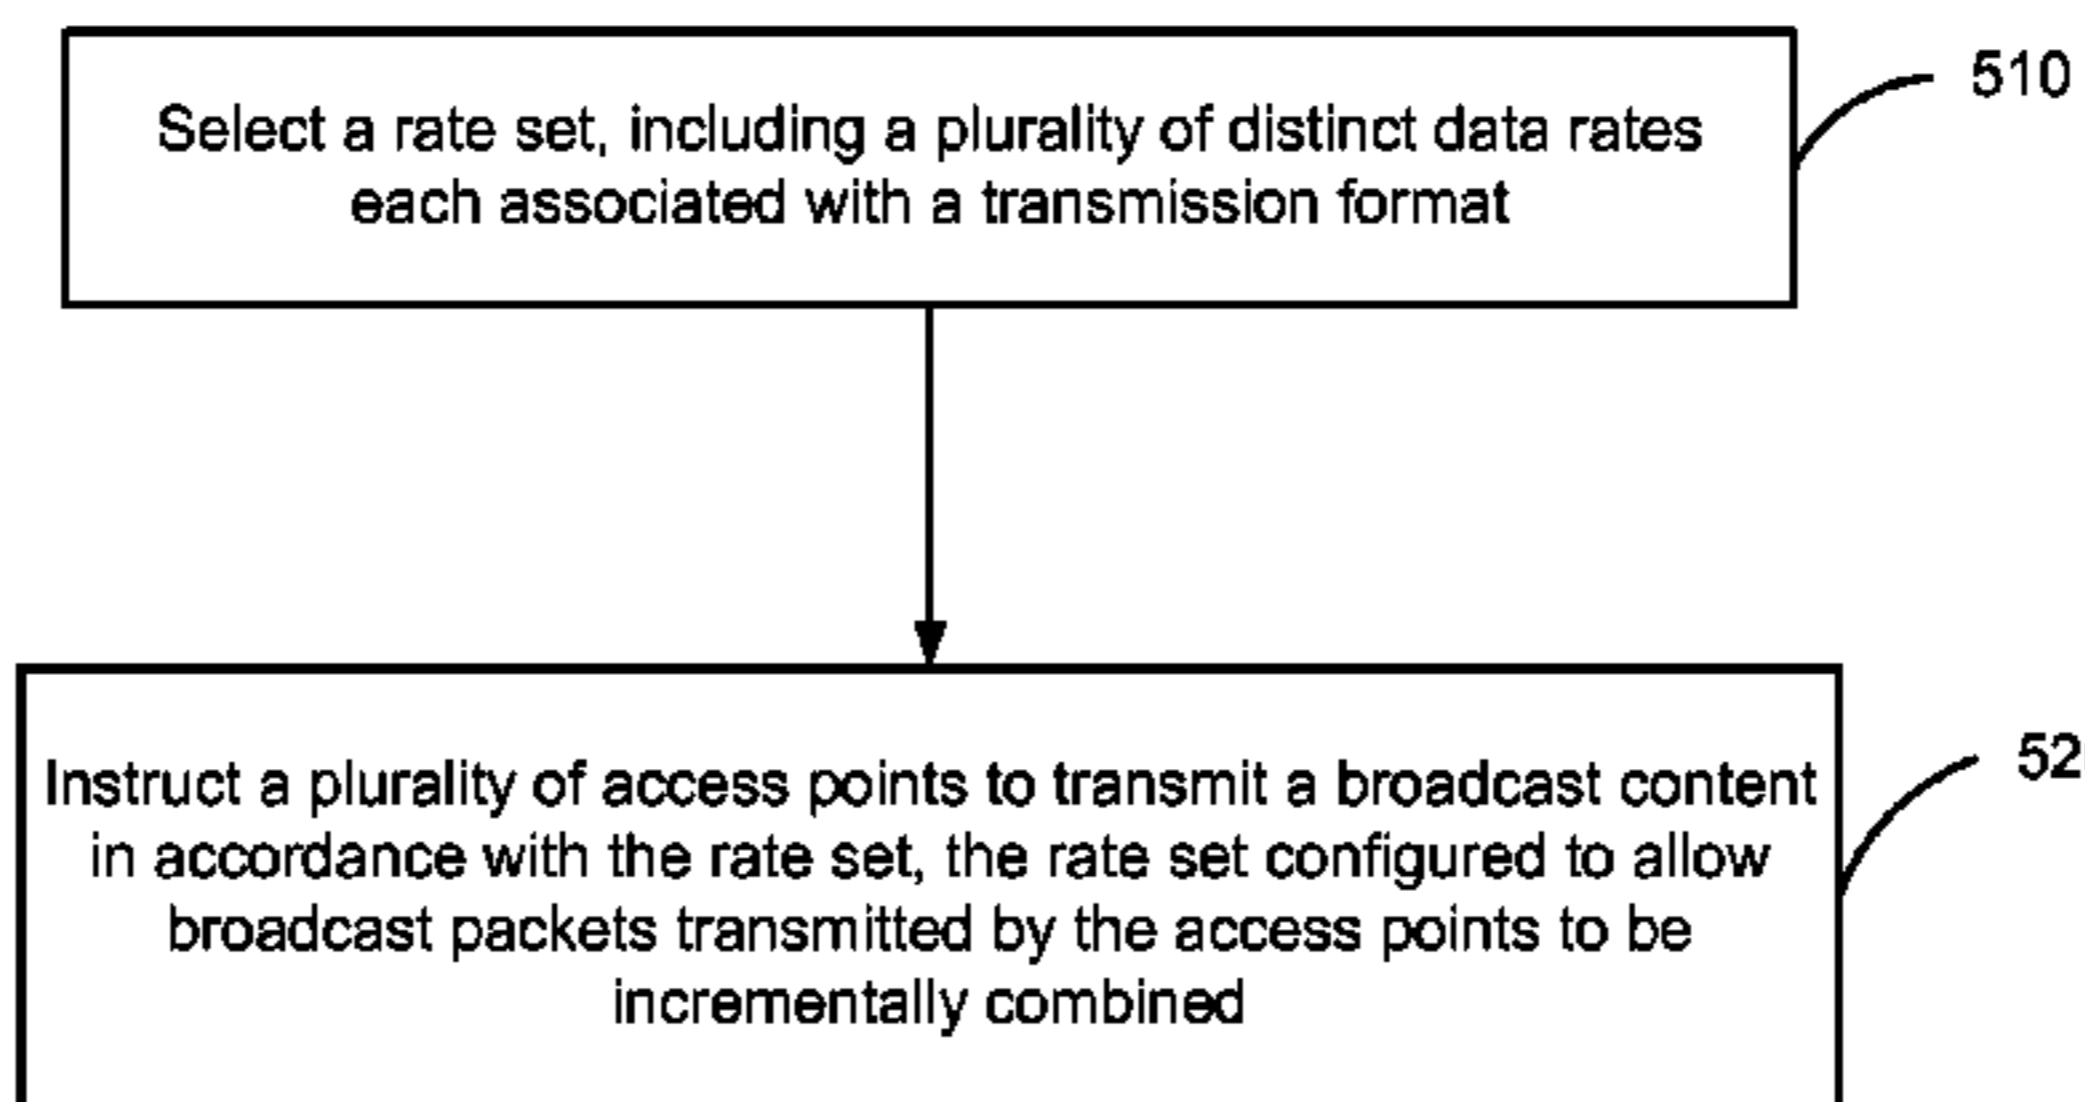 510
Select a rate set, including a plurality of distinct data rates
each associated with a transmission format
52
Instruct a plurality of access points to transmit a broadcast content
in accordance with the rate set, the rate set configured to allow
broadcast packets transmitted by the access points to be
incrementally combined